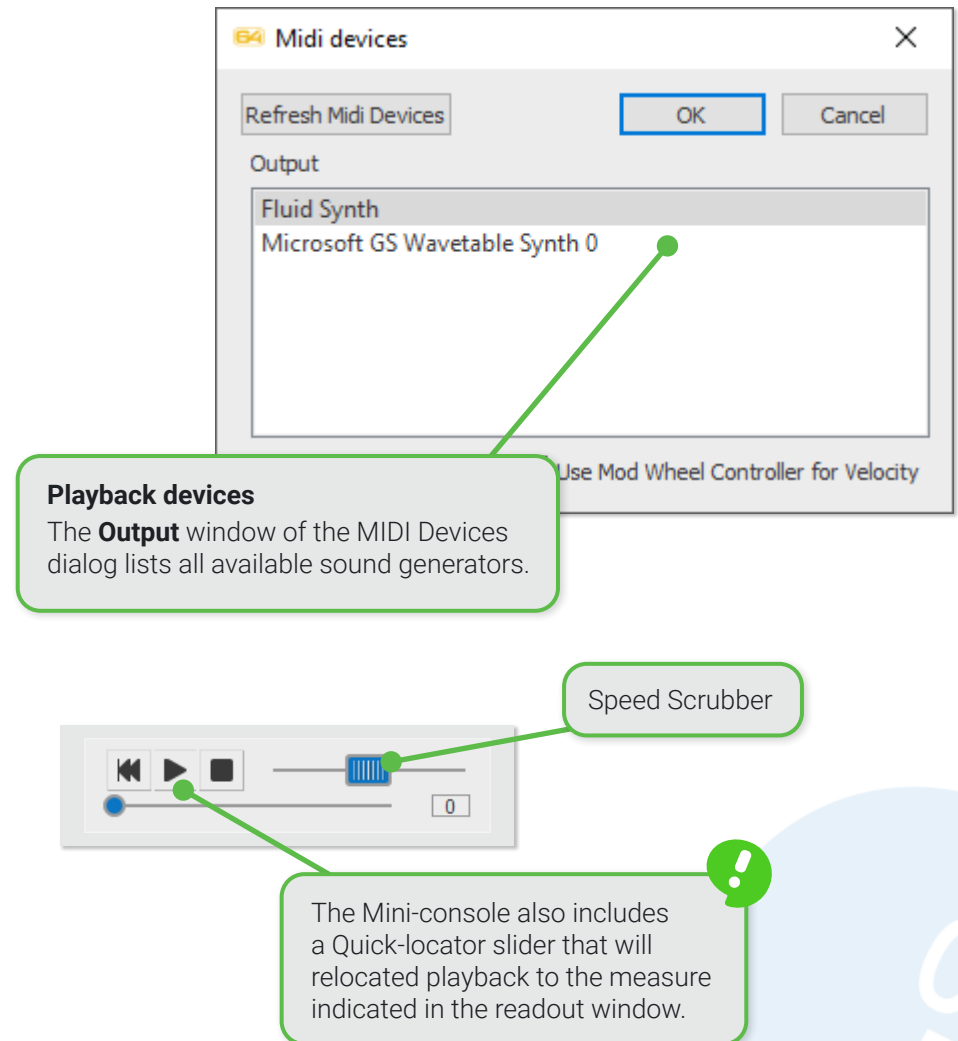 64 Midi devices
Refresh Midi Devices OK Cancel
Output
Fluid Synth
Microsoft GS Wavetable Synth 0
Use Mod Wheel Controller for Velocity
Playback devices
The Output window of the MIDI Devices
dialog lists all available sound generators.
Speed Scrubber
0
The Mini-console also includes
a Quick-locator slider that will
relocated playback to the measure
indicated in the readout window.